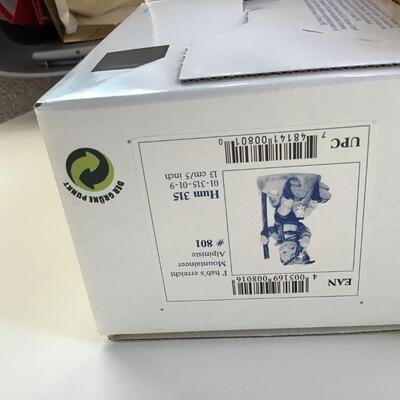 EAN
4 005169 008016
I' hab's erreicht
Mountaineer
Alpiniste
# 801
Hum 315
01-315-01-9
13 cm/5 inch
UPC
7 48141 00801 0
DER GRÜNE PUNKT